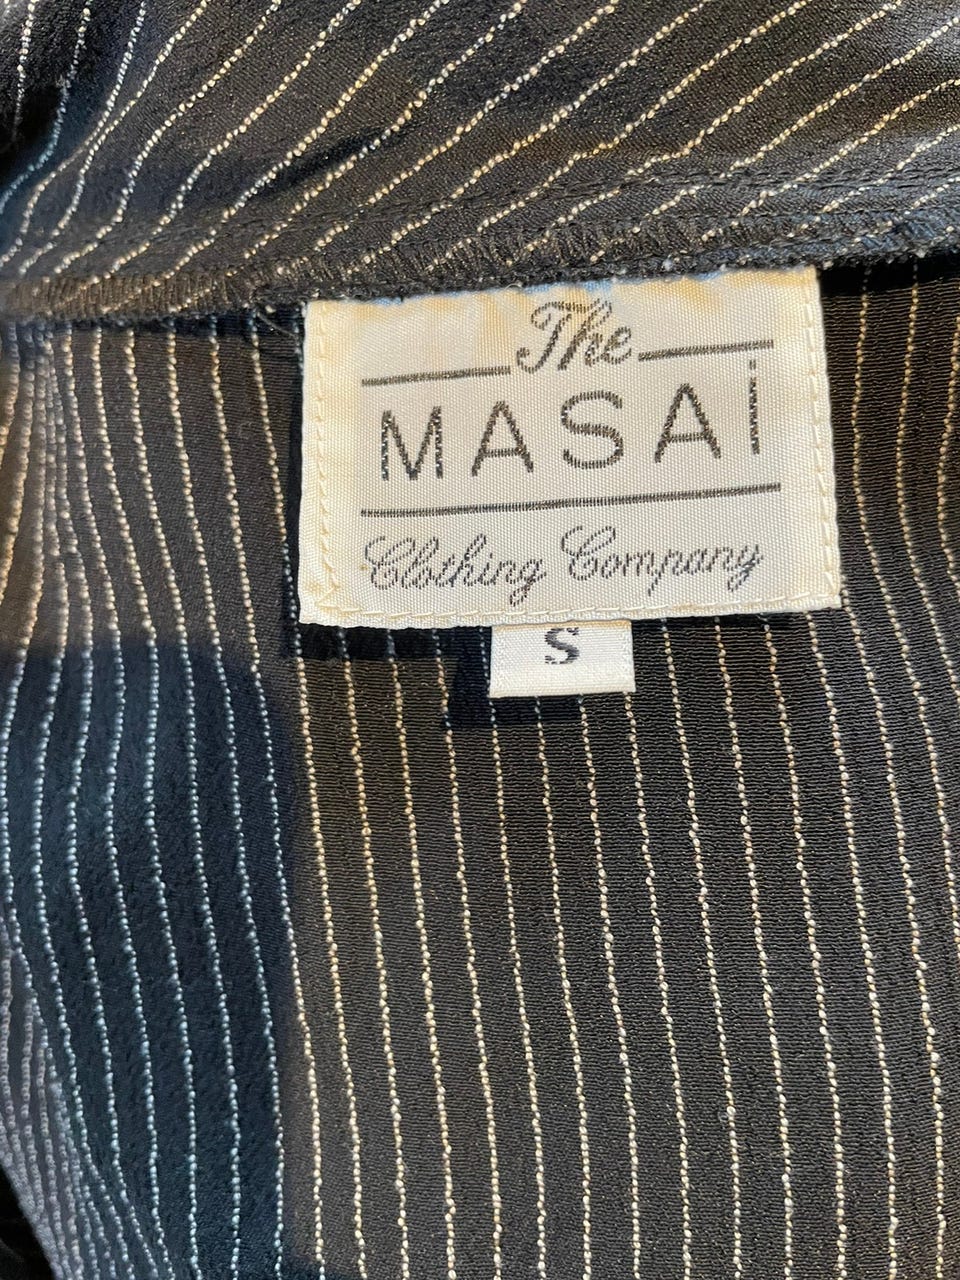 The
MASAi
Clothing Company
S